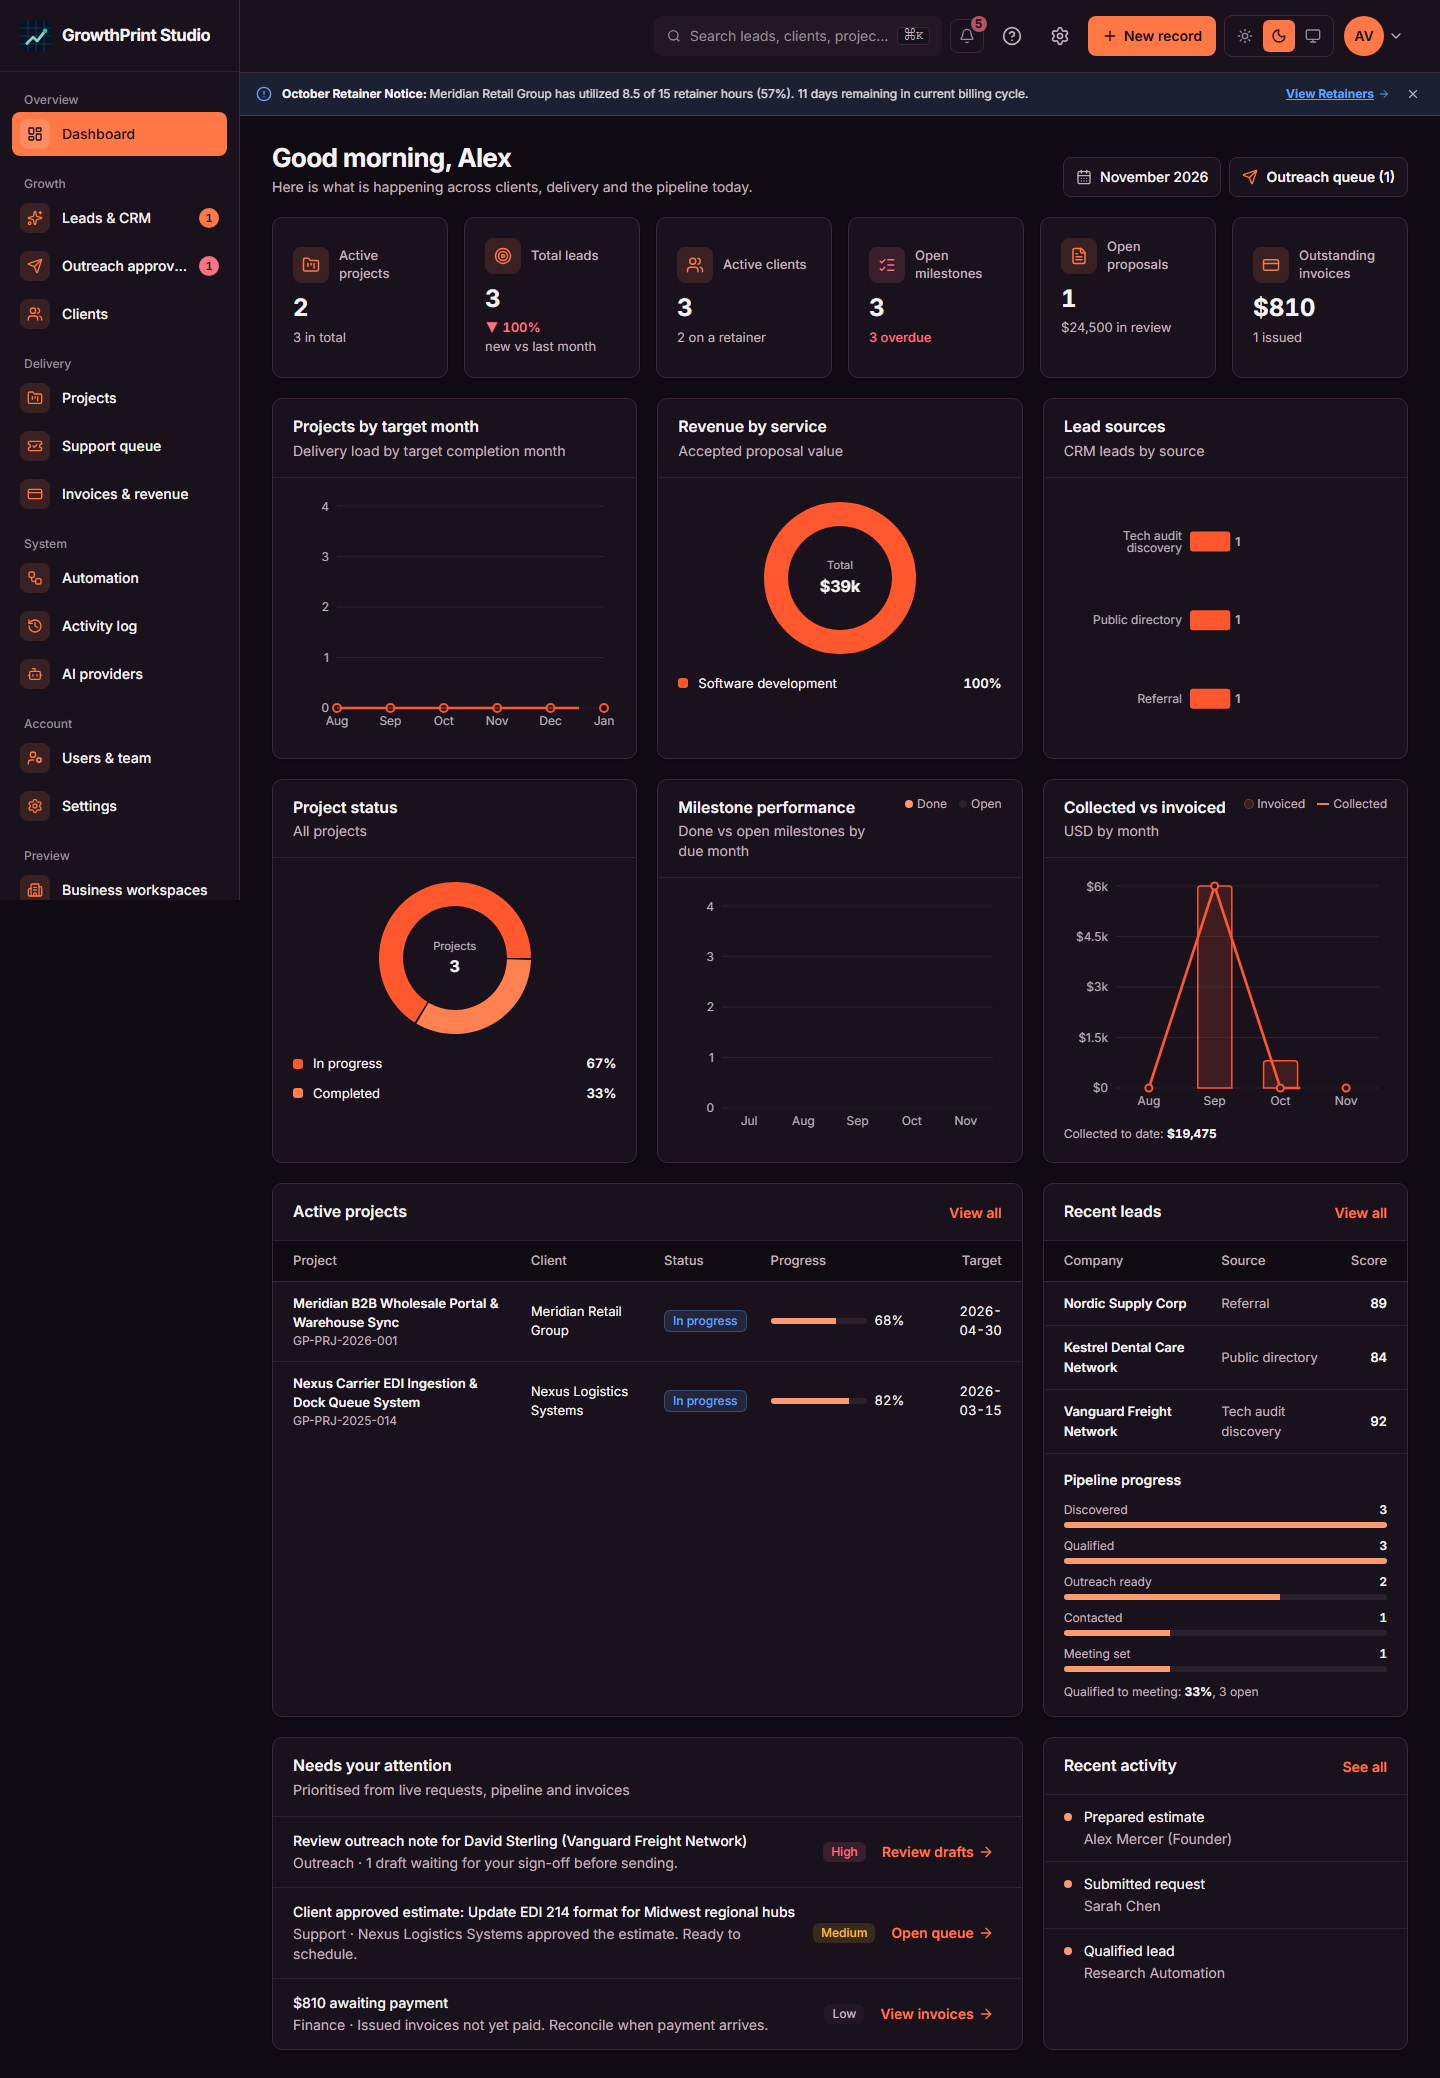 GrowthPrint Studio
Search leads, clients, projec...
⌘K
5
New record
AV
Overview
Dashboard
Growth
Leads & CRM
1
Outreach approv...
1
Clients
Delivery
Projects
Support queue
Invoices & revenue
System
Automation
Activity log
AI providers
Account
Users & team
Settings
Preview
Business workspaces
October Retainer Notice: Meridian Retail Group has utilized 8.5 of 15 retainer hours (57%). 11 days remaining in current billing cycle.
View Retainers →
Good morning, Alex
Here is what is happening across clients, delivery and the pipeline today.
November 2026
Outreach queue (1)
Active
projects
2
3 in total
Total leads
3
▼ 100%
new vs last month
Active clients
3
2 on a retainer
Open
milestones
3
3 overdue
Open
proposals
1
$24,500 in review
Outstanding
invoices
$810
1 issued
Projects by target month
Delivery load by target completion month
4
3
2
1
0
Aug Sep Oct Nov Dec Jan
Revenue by service
Accepted proposal value
Total
$39k
Software development 100%
Lead sources
CRM leads by source
Tech audit
discovery
1
Public directory 1
Referral 1
Project status
All projects
Projects
3
In progress 67%
Completed 33%
Milestone performance
Done Open
Done vs open milestones by
due month
4
3
2
1
0
Jul Aug Sep Oct Nov
Collected vs invoiced
Invoiced Collected
USD by month
$6k
$4.5k
$3k
$1.5k
$0
Aug Sep Oct Nov
Collected to date: $19,475
Active projects
View all
Project Client Status Progress Target
Meridian B2B Wholesale Portal &
Warehouse Sync
GP-PRJ-2026-001
Meridian Retail
Group
In progress
68%
2026-
04-30
Nexus Carrier EDI Ingestion &
Dock Queue System
GP-PRJ-2025-014
Nexus Logistics
Systems
In progress
82%
2026-
03-15
Recent leads
View all
Company Source Score
Nordic Supply Corp Referral 89
Kestrel Dental Care
Network
Public directory
84
Vanguard Freight
Network
Tech audit
discovery
92
Pipeline progress
Discovered 3
Qualified 3
Outreach ready 2
Contacted 1
Meeting set 1
Qualified to meeting: 33%, 3 open
Needs your attention
Prioritised from live requests, pipeline and invoices
Review outreach note for David Sterling (Vanguard Freight Network)
Outreach · 1 draft waiting for your sign-off before sending.
High
Review drafts →
Client approved estimate: Update EDI 214 format for Midwest regional hubs
Support · Nexus Logistics Systems approved the estimate. Ready to
schedule.
Medium
Open queue →
$810 awaiting payment
Finance · Issued invoices not yet paid. Reconcile when payment arrives.
Low
View invoices →
Recent activity
See all
Prepared estimate
Alex Mercer (Founder)
Submitted request
Sarah Chen
Qualified lead
Research Automation